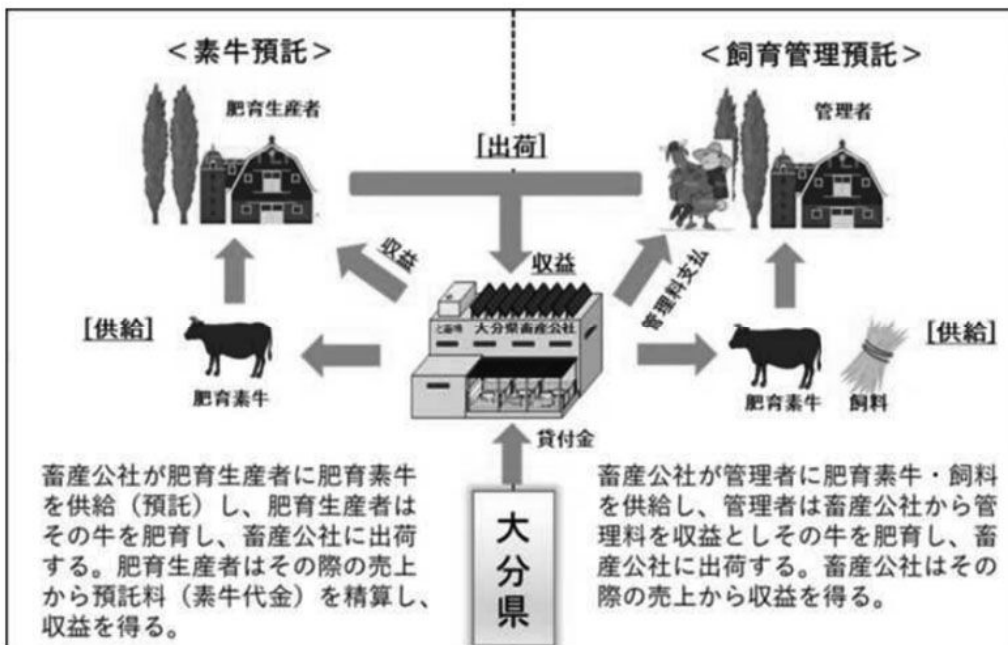 ＜素牛預託＞
肥育生産者
収益
[供給]
肥育素牛
畜産公社が肥育生産者に肥育素牛
を供給（預託）し、肥育生産者は
その牛を肥育し、畜産公社に出荷
する。肥育生産者はその際の売上
から預託料（素牛代金）を精算し、
収益を得る。
[出荷]
収益
と畜場 大分県畜産公社
貸付金
大分県
＜飼育管理預託＞
管理者
管理料支払
[供給]
肥育素牛
飼料
畜産公社が管理者に肥育素牛・飼料
を供給し、管理者は畜産公社から管
理料を収益としその牛を肥育し、畜
産公社に出荷する。畜産公社はその
際の売上から収益を得る。